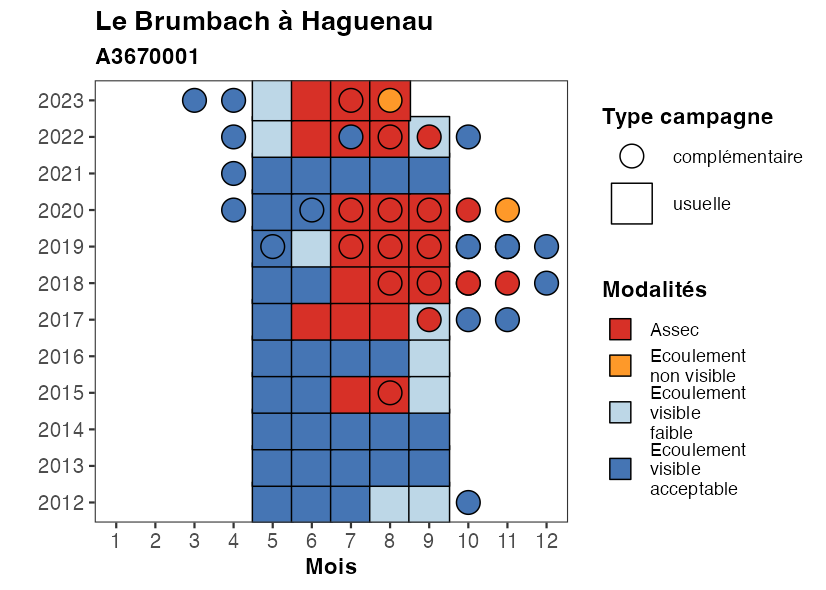 Le Brumbach à Haguenau
A3670001
2023
2022
2021
2020
2019
2018
2017
2016
2015
2014
2013
2012
1 2 3 4 5 6 7 8 9 10 11 12
Mois
Type campagne
complémentaire
usuelle
Modalités
Assec
Ecoulement
non visible
Ecoulement
visible
faible
Ecoulement
visible
acceptable